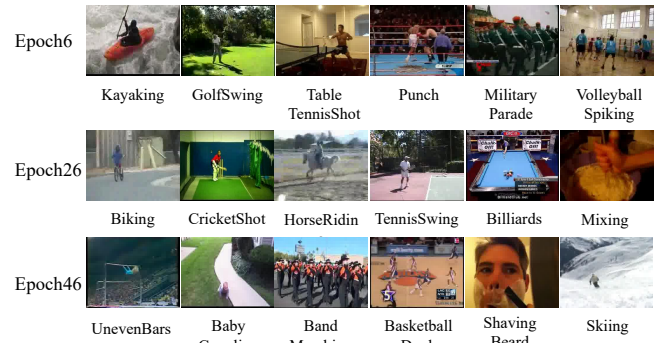 Epoch6
Kayaking GolfSwing Table TennisShot Punch Military Parade Volleyball Spiking
Epoch26
Biking CricketShot HorseRidin TennisSwing Billiards Mixing
Epoch46
UnevenBars Baby Band Basketball Shaving Skiing
Beard